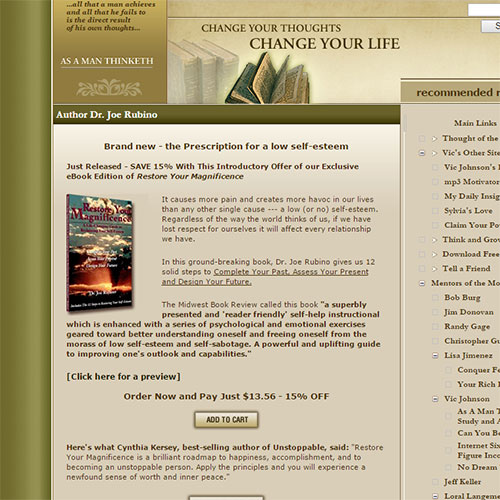 ...all that a man achieves
and all that he fails to
is the direct result
of his own thoughts...
AS A MAN THINKETH
CHANGE YOUR THOUGHTS
CHANGE YOUR LIFE
Author Dr. Joe Rubino
Brand new - the Prescription for a low self-esteem
Just Released - SAVE 15% With This Introductory Offer of our Exclusive
eBook Edition of Restore Your Magnificence
Restore Your
Magnificence
Dr. Joe Rubino
It causes more pain and creates more havoc in our lives
than any other single cause --- a low (or no) self-esteem.
Regardless of the way the world thinks of us, if we have
lost respect for ourselves it will affect every relationship
we have.
In this ground-breaking book, Dr. Joe Rubino gives us 12
solid steps to Complete Your Past, Assess Your Present
and Design Your Future.
The Midwest Book Review called this book "a superbly
presented and 'reader friendly' self-help instructional
which is enhanced with a series of psychological and emotional exercises
geared toward better understanding oneself and freeing oneself from the
morass of low self-esteem and self-sabotage. A powerful and uplifting guide
to improving one's outlook and capabilities."
[Click here for a preview]
Order Now and Pay Just $13.56 - 15% OFF
ADD TO CART
Here's what Cynthia Kersey, best-selling author of Unstoppable, said: "Restore
Your Magnificence is a brilliant roadmap to happiness, accomplishment, and to
becoming an unstoppable person. Apply the principles and you will experience a
newfound sense of worth and inner peace."
S
recommended r
Main Links
Thought of the
Vic's Other Site
Vic Johnson's
mp3 Motivator
My Daily Insig
Sylvia's Love
Claim Your Po
Think and Grow
Download Free
Tell a Friend
Mentors of the Mo
Bob Burg
Jim Donovan
Randy Gage
Christopher Gu
Lisa Jimenez
Conquer Fe
Your Rich
Vic Johnson
As A Man T
Study and A
Can You Be
Internet Six
Figure Inco
No Dream
Jeff Keller
Loral Langeme